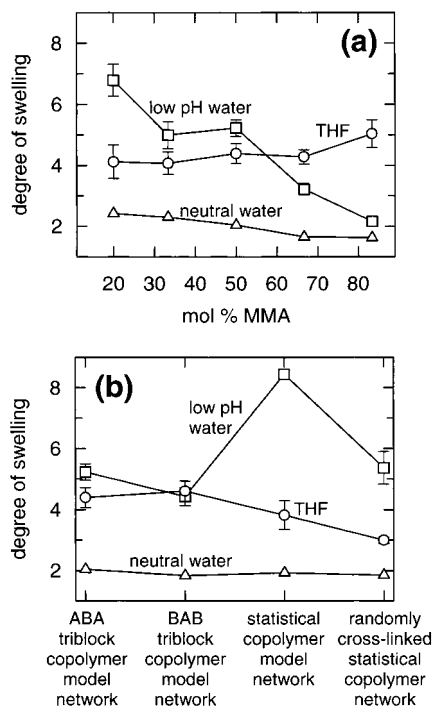 (a)
8
6
4
2
degree of swelling
low pH water
THF
neutral water
20 30 40 50 60 70 80
mol % MMA
(b)
8
6
4
2
degree of swelling
low pH
water
THF
neutral water
ABA
triblock
copolymer
model
network
BAB
triblock
copolymer
model
network
statistical
copolymer
model
network
randomly
cross-linked
statistical
copolymer
network